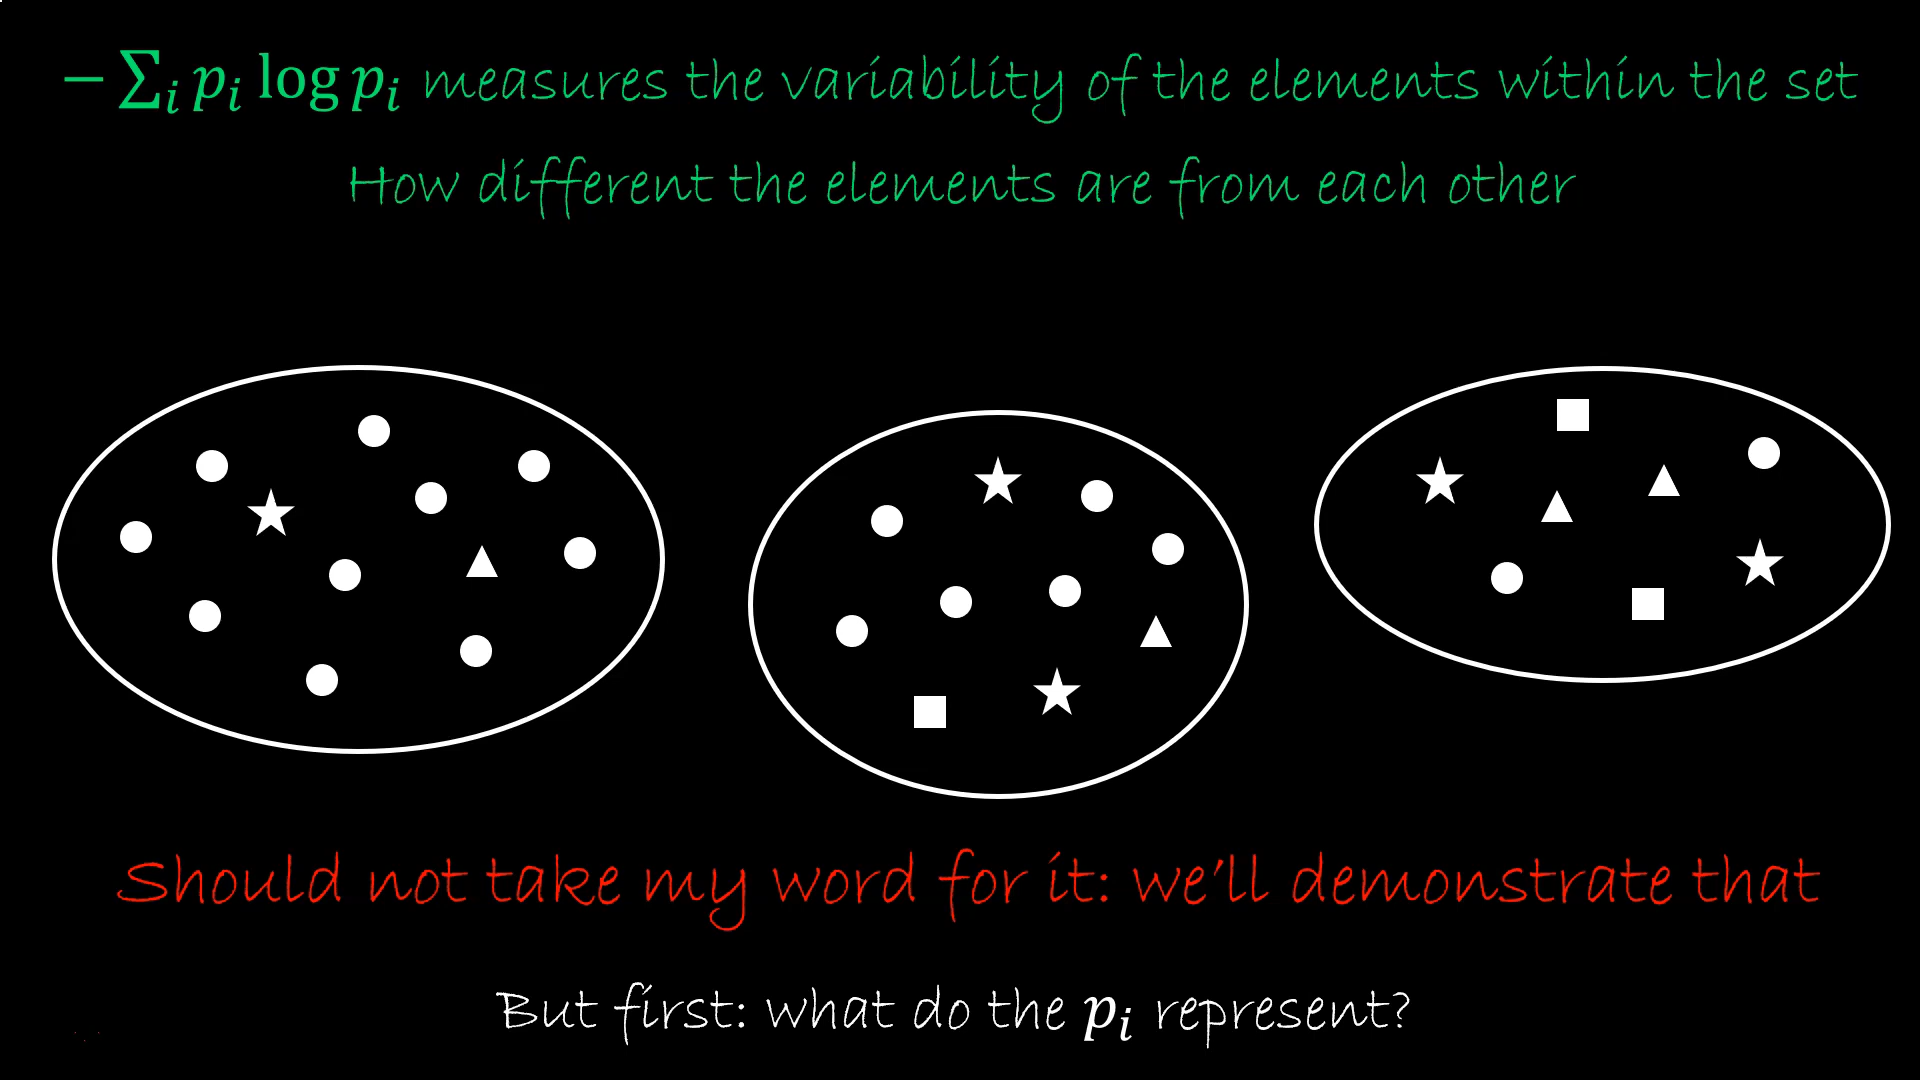 −∑ᵢ pᵢ log pᵢ measures the variability of the elements within the set
How different the elements are from each other
Should not take my word for it: we'll demonstrate that
But first: what do the pᵢ represent?